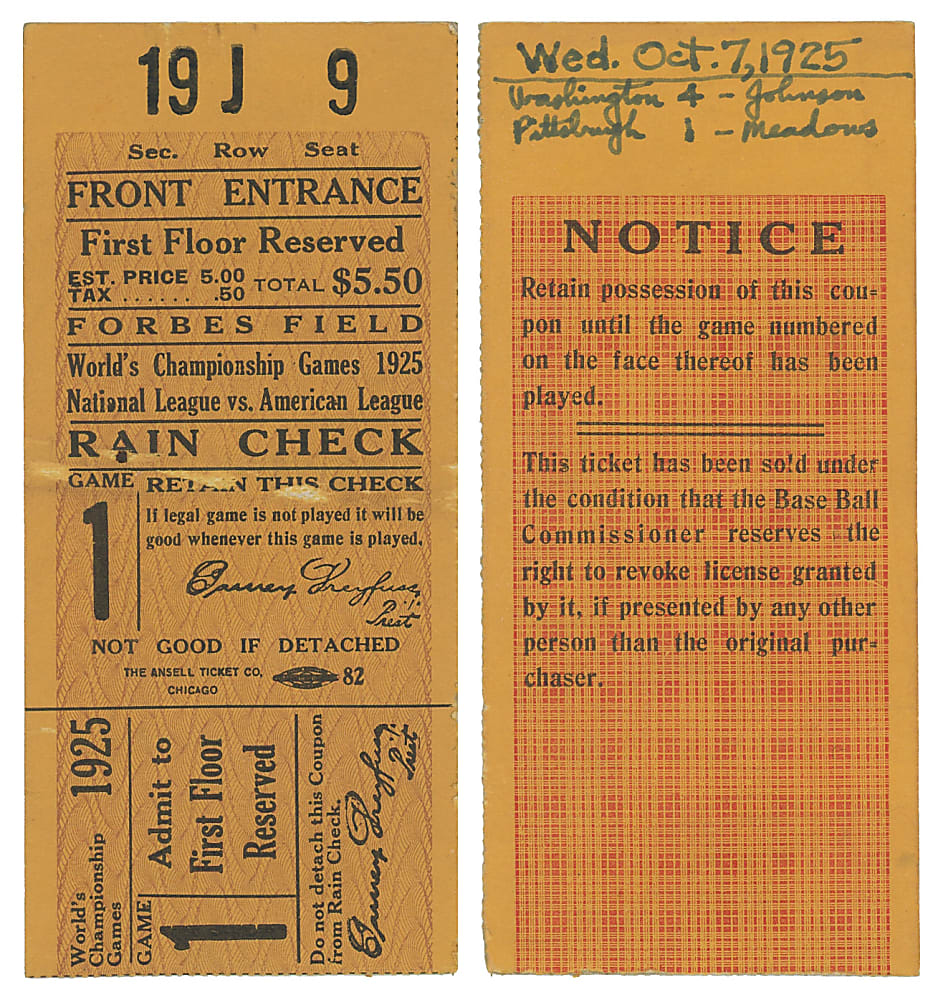 19 J 9
Sec. Row Seat
FRONT ENTRANCE
First Floor Reserved
EST. PRICE 5.00
TAX ...... .50
TOTAL $5.50
FORBES FIELD
World's Championship Games 1925
National League vs. American League
RAIN CHECK
GAME
1
RETAIN THIS CHECK
If legal game is not played it will be
good whenever this game is played.
Barney Dreyfuss
Prest
NOT GOOD IF DETACHED
THE ANSELL TICKET CO.
CHICAGO
82
World's
Championship
Games
1925
GAME
1
Admit to
First Floor
Reserved
Do not detach this Coupon
from Rain Check.
Barney Dreyfuss
Prest
Wed. Oct. 7, 1925
Washington 4 - Johnson
Pittsburgh 1 - Meadows
NOTICE
Retain possession of this cou-
pon until the game numbered
on the face thereof has been
played.
This ticket has been sold under
the condition that the Base Ball
Commissioner reserves the
right to revoke license granted
by it, if presented by any other
person than the original pur-
chaser.